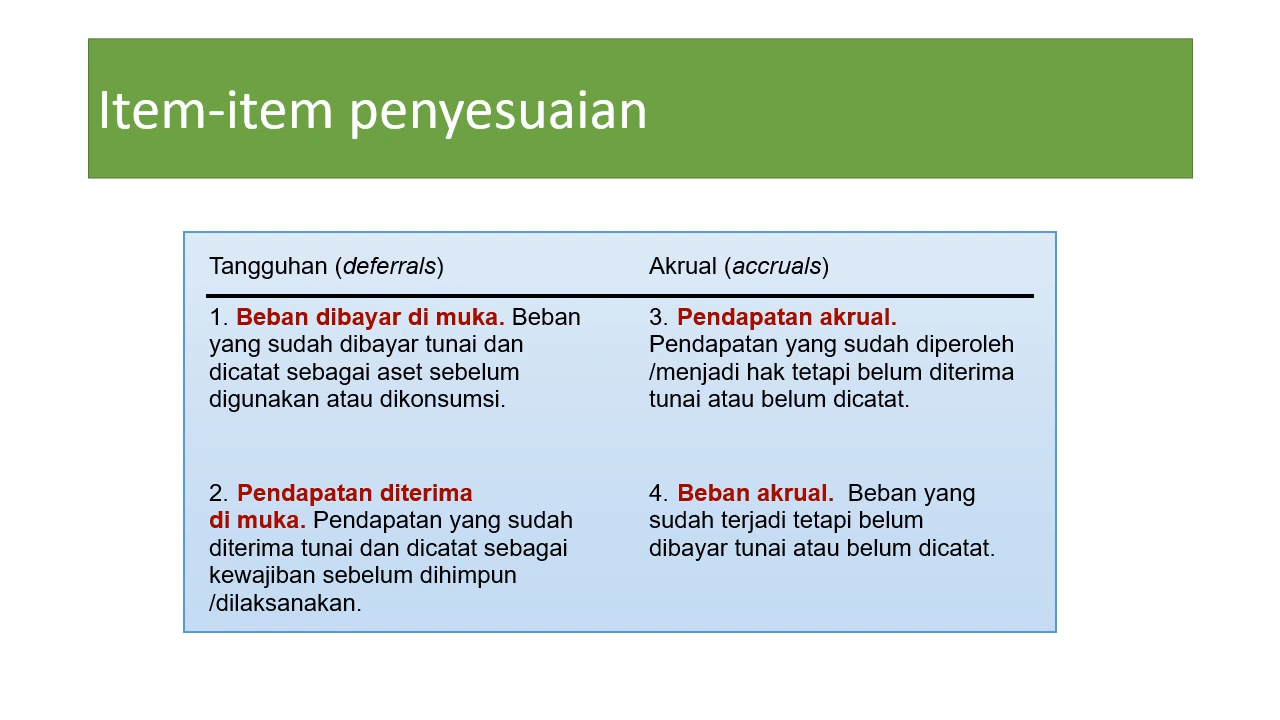 Item-item penyesuaian
Tangguhan (deferrals)
Akrual (accruals)
1. Beban dibayar di muka. Beban
yang sudah dibayar tunai dan
dicatat sebagai aset sebelum
digunakan atau dikonsumsi.
3. Pendapatan akrual.
Pendapatan yang sudah diperoleh
/menjadi hak tetapi belum diterima
tunai atau belum dicatat.
2. Pendapatan diterima
di muka. Pendapatan yang sudah
diterima tunai dan dicatat sebagai
kewajiban sebelum dihimpun
/dilaksanakan.
4. Beban akrual.  Beban yang
sudah terjadi tetapi belum
dibayar tunai atau belum dicatat.